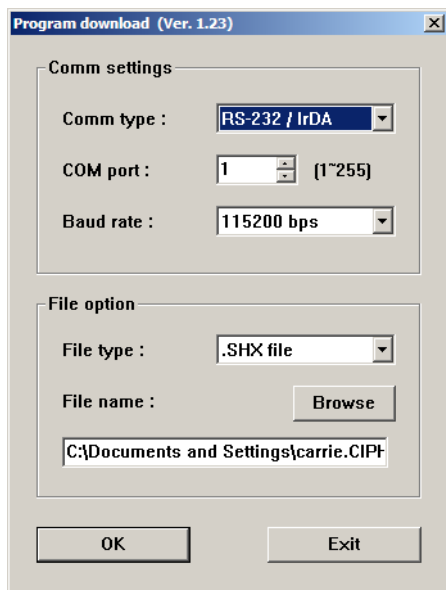 Program download (Ver. 1.23)
Comm settings
Comm type : RS-232 / IrDA
COM port : 1 (1~255)
Baud rate : 115200 bps
File option
File type : .SHX file
File name : Browse
C:\Documents and Settings\carrie.CIPH
OK Exit